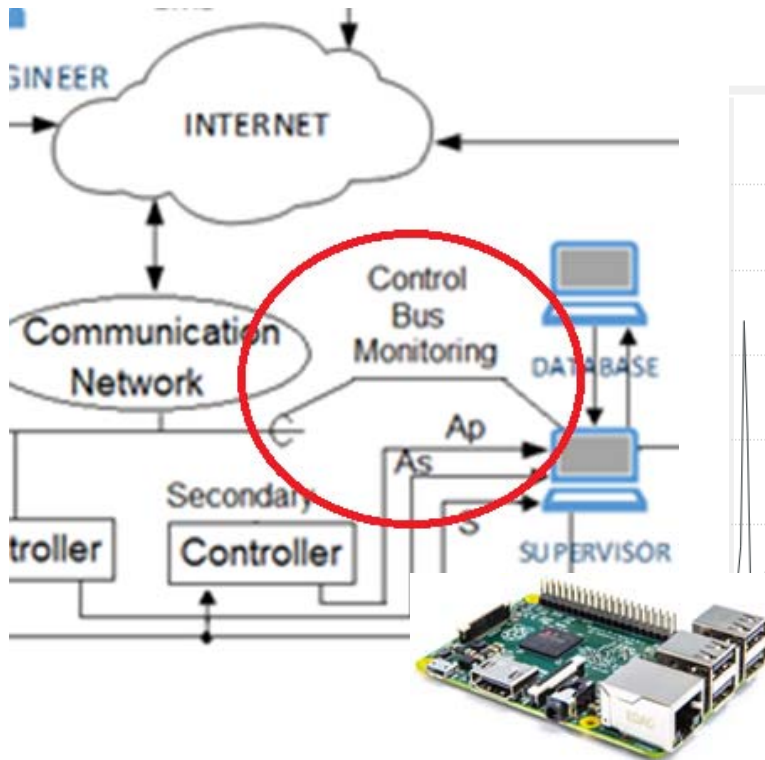 GINEER
INTERNET
Control
Bus
Monitoring
Communication
Network
DATABASE
Ap
As
Secondary
S
troller
Controller
SUPERVISOR